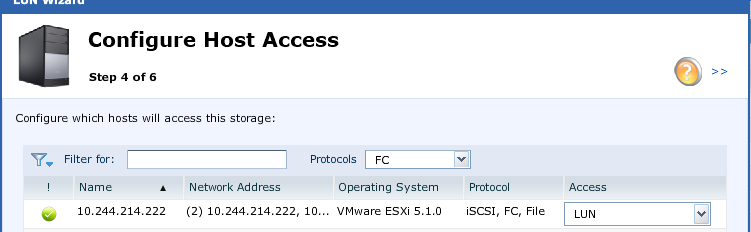 LUN Wizard
Configure Host Access
Step 4 of 6
? >>
Configure which hosts will access this storage:
Filter for: Protocols FC
! Name ▲ Network Address Operating System Protocol Access
10.244.214.222 (2) 10.244.214.222, 10... VMware ESXi 5.1.0 iSCSI, FC, File LUN